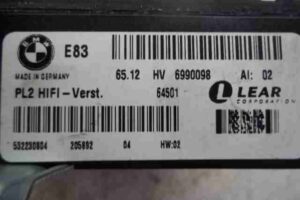 BMW E83
MADE IN GERMANY 65.12 HV 6990098 AI: 02
PL2 HIFI-Verst. 64501 LEAR
CORPORATION
532230804 205692 04 HW:02